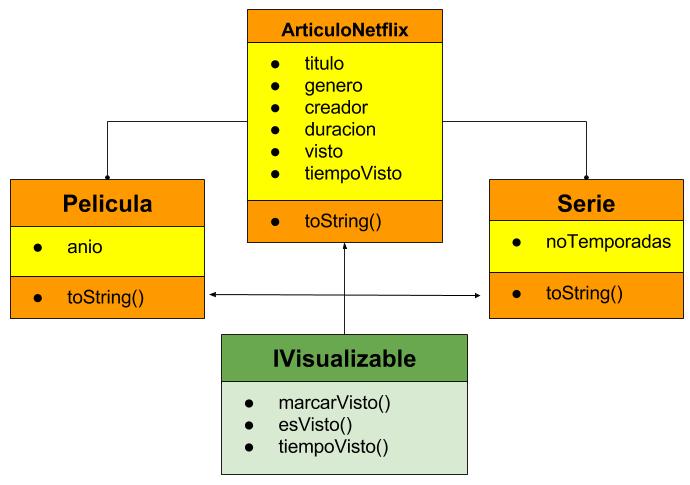 ArticuloNetflix
● titulo
● genero
● creador
● duracion
● visto
● tiempoVisto
● toString()
Pelicula
● anio
● toString()
Serie
● noTemporadas
● toString()
IVisualizable
● marcarVisto()
● esVisto()
● tiempoVisto()